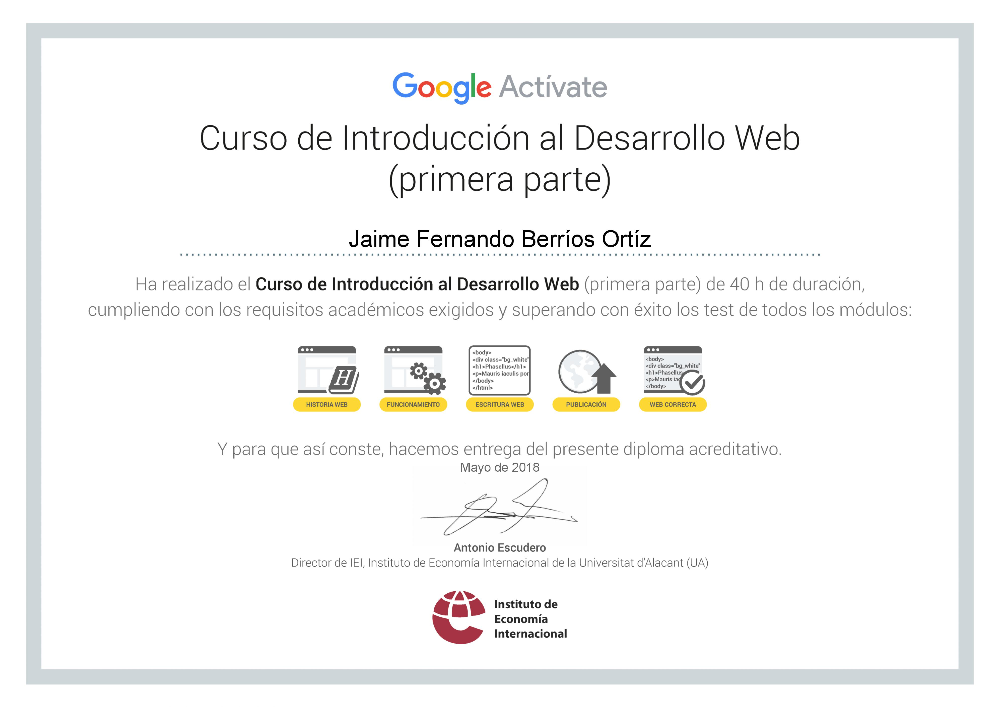 Google Actívate
Curso de Introducción al Desarrollo Web
(primera parte)
Jaime Fernando Berríos Ortíz
Ha realizado el Curso de Introducción al Desarrollo Web (primera parte) de 40 h de duración,
cumpliendo con los requisitos académicos exigidos y superando con éxito los test de todos los módulos:
H
HISTORIA WEB
FUNCIONAMIENTO
<body>
<div class="bg_white"
<h1>Phasellus</h1>
<p>Mauris iaculis por
</body>
</html>
ESCRITURA WEB
PUBLICACIÓN
<body>
<div class="bg_white"
<h1>Phasellus
<p>Mauris iac
</body>
WEB CORRECTA
Y para que así conste, hacemos entrega del presente diploma acreditativo.
Mayo de 2018
Antonio Escudero
Director de IEI, Instituto de Economía Internacional de la Universitat d'Alacant (UA)
Instituto de
Economía
Internacional